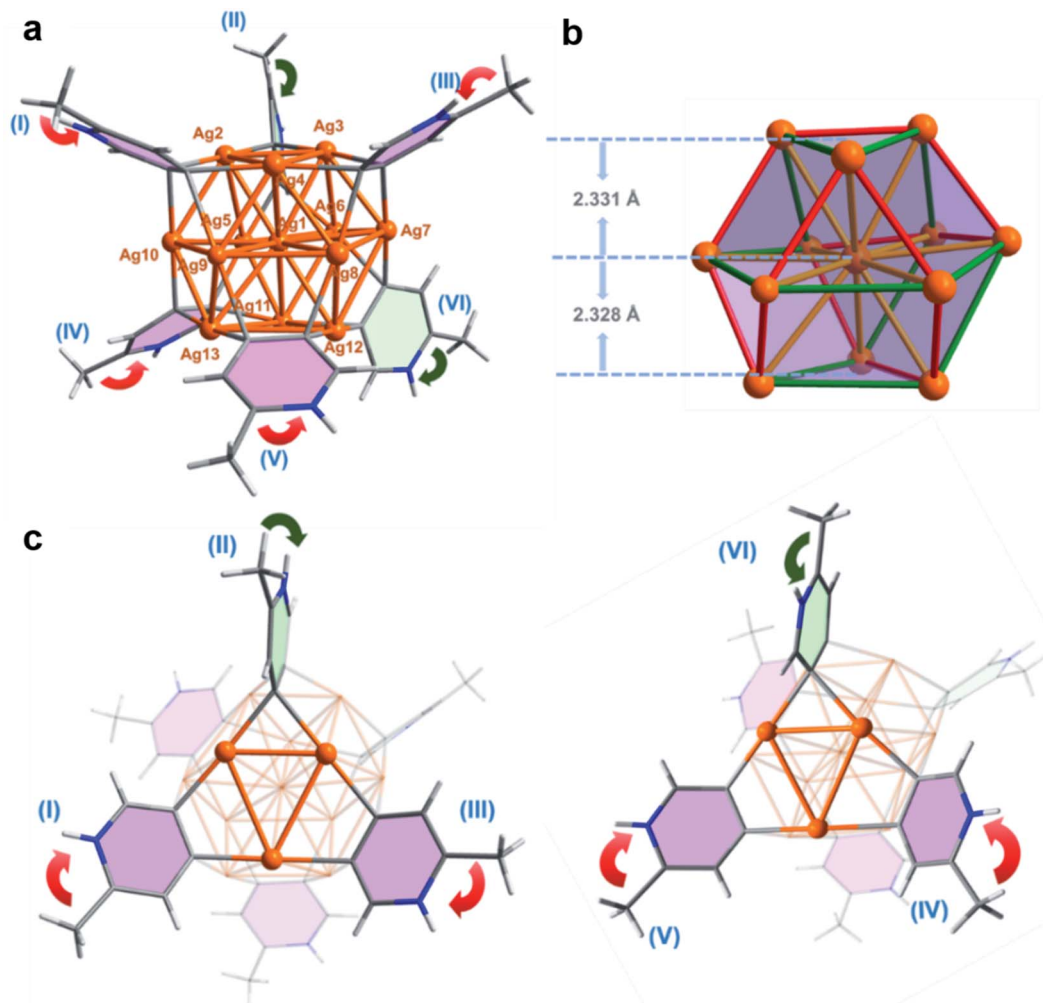 a
(II)
b
(III)
(I)
Ag2
Ag3
Ag4
Ag5
Ag6
Ag1
Ag7
Ag10
Ag9
Ag8
Ag11
(IV)
(VI)
Ag13
Ag12
(V)
2.331 Å
2.328 Å
c
(II)
(VI)
(I)
(III)
(V)
(IV)